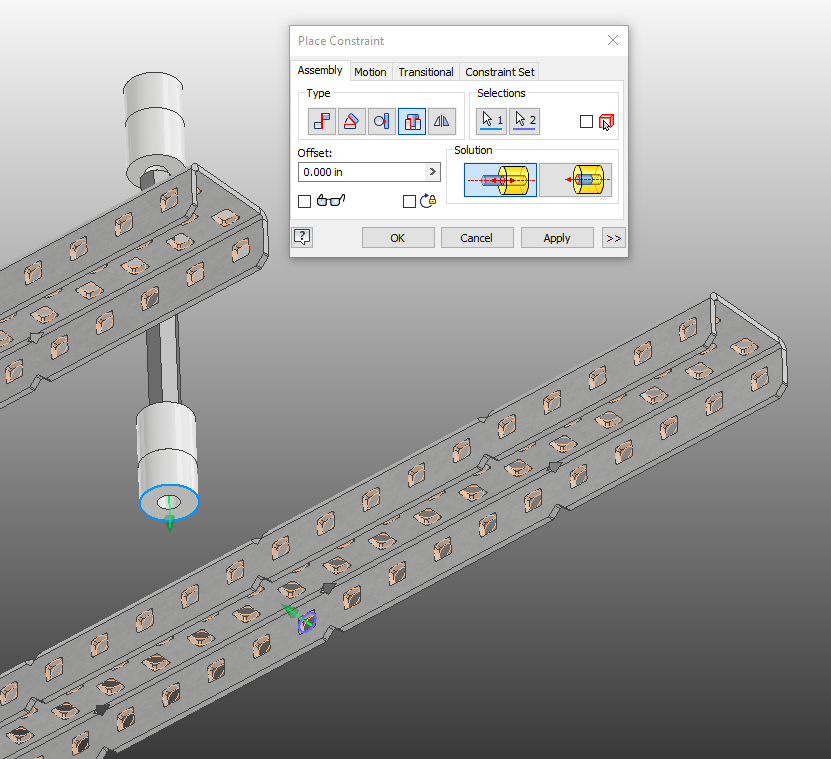 Place Constraint
Assembly Motion Transitional Constraint Set
Type
Selections
1 2
Offset:
0.000 in
>
Solution
?
OK Cancel Apply >>